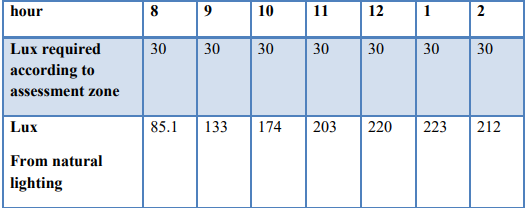 hour 8 9 10 11 12 1 2
Lux required 30 30 30 30 30 30 30
according to
assessment zone
Lux 85.1 133 174 203 220 223 212
From natural
lighting